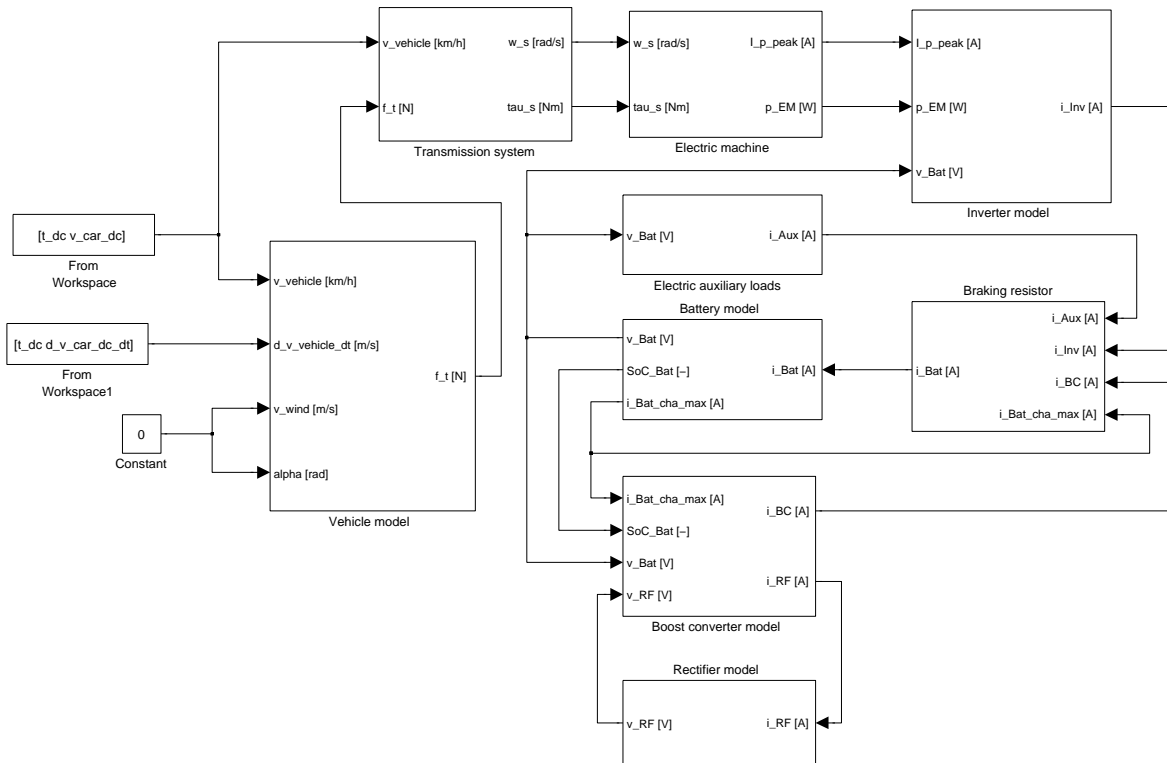 v_vehicle [km/h]
f_t [N]
w_s [rad/s]
tau_s [Nm]
Transmission system
w_s [rad/s]
tau_s [Nm]
I_p_peak [A]
p_EM [W]
Electric machine
I_p_peak [A]
p_EM [W]
v_Bat [V]
i_Inv [A]
Inverter model
[t_dc v_car_dc]
From
Workspace
[t_dc d_v_car_dc_dt]
From
Workspace1
0
Constant
v_vehicle [km/h]
d_v_vehicle_dt [m/s]
v_wind [m/s]
alpha [rad]
f_t [N]
Vehicle model
v_Bat [V]
i_Aux [A]
Electric auxiliary loads
Battery model
v_Bat [V]
SoC_Bat [–]
i_Bat_cha_max [A]
i_Bat [A]
Braking resistor
i_Aux [A]
i_Inv [A]
i_BC [A]
i_Bat_cha_max [A]
i_Bat [A]
i_Bat_cha_max [A]
SoC_Bat [–]
v_Bat [V]
v_RF [V]
i_BC [A]
i_RF [A]
Boost converter model
Rectifier model
v_RF [V]
i_RF [A]